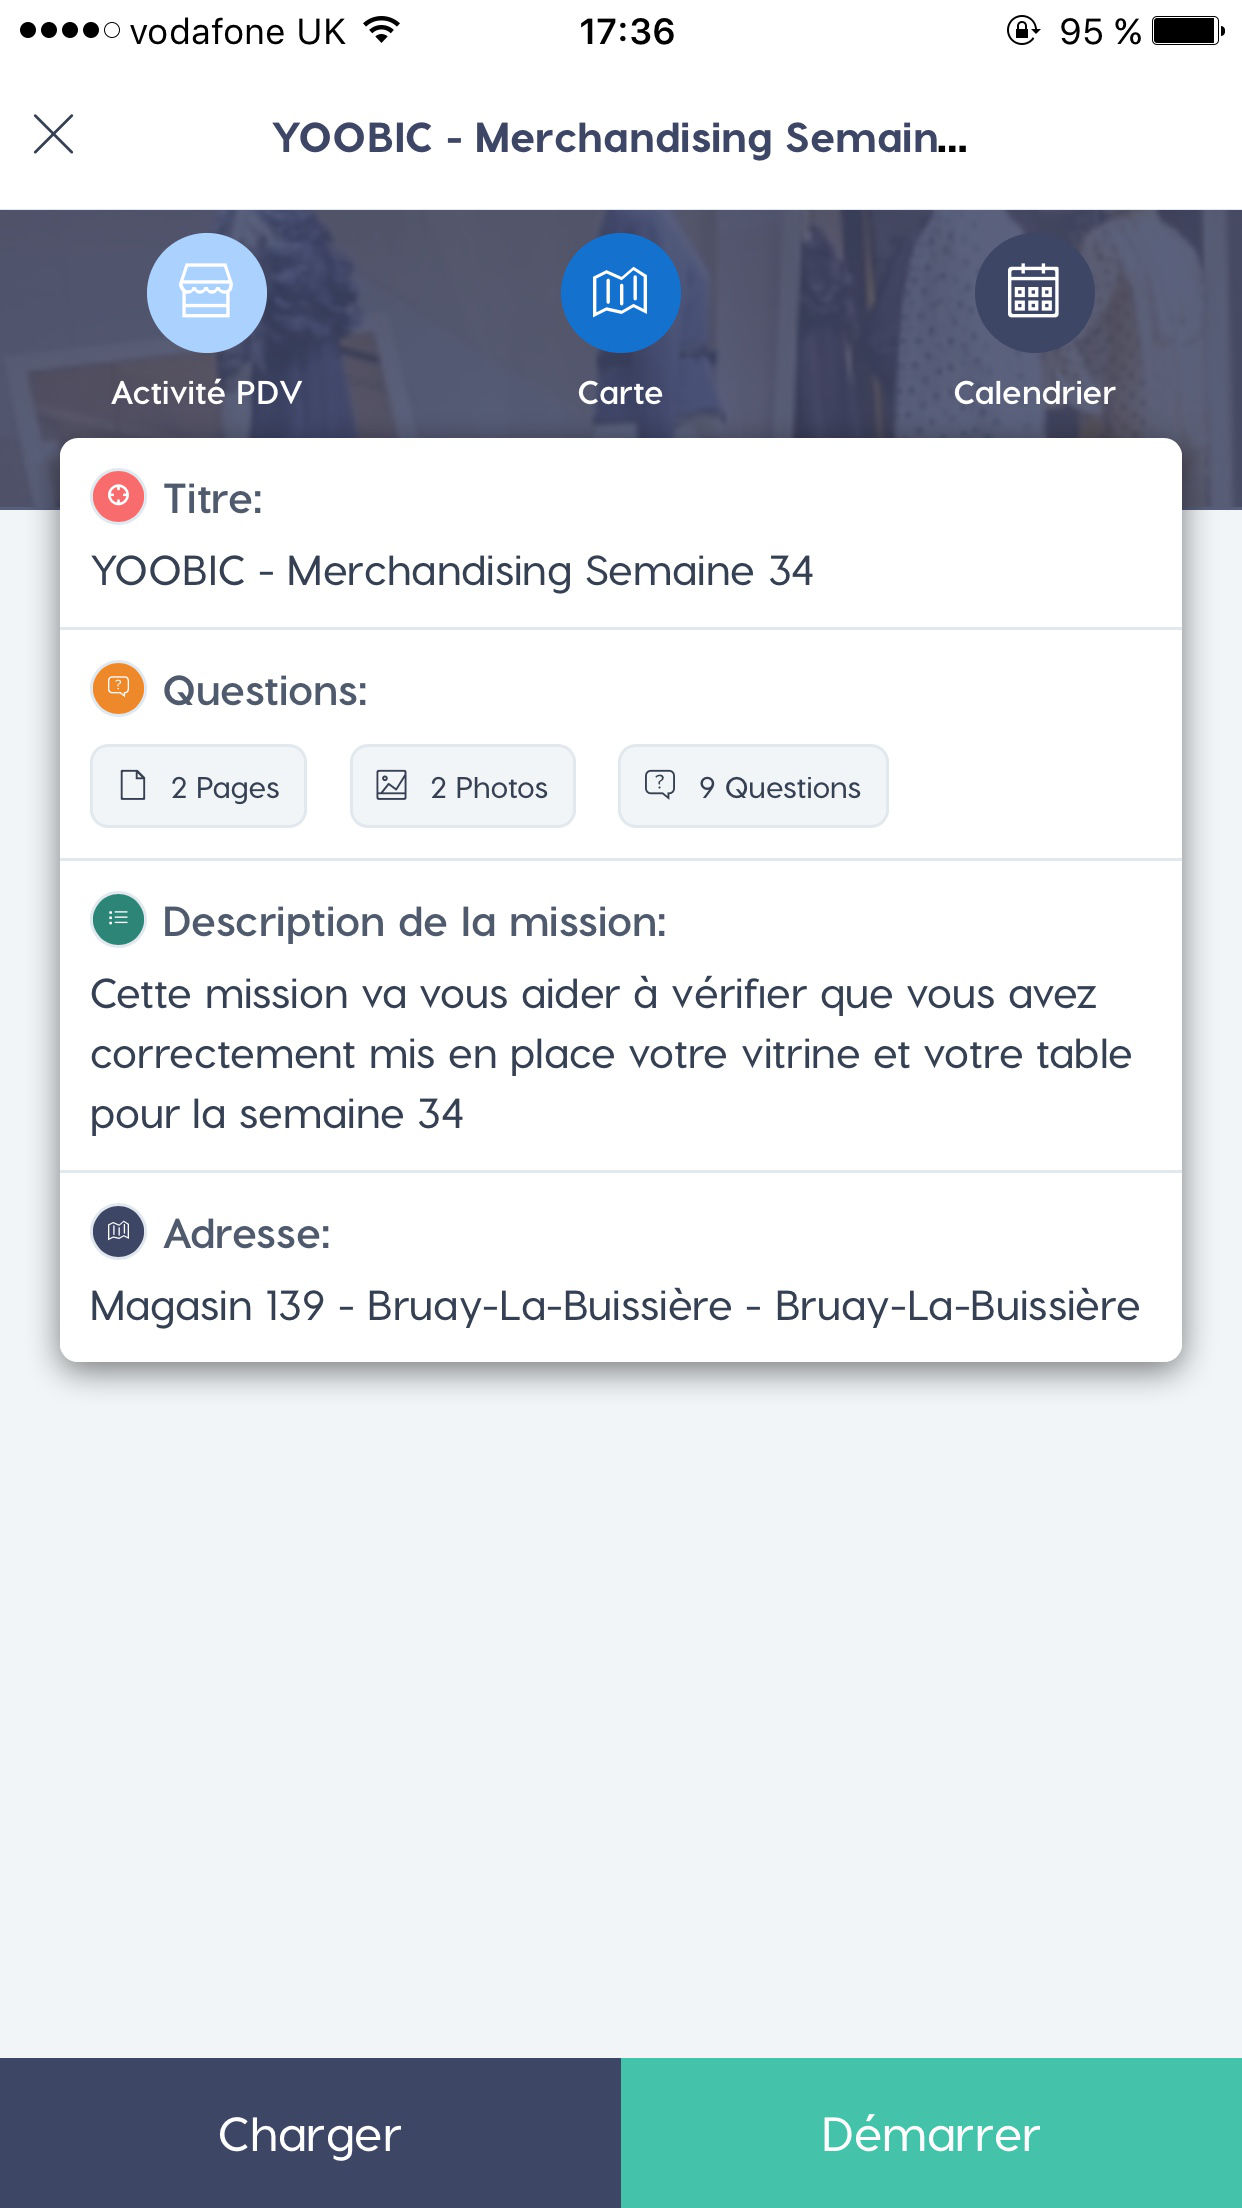 vodafone UK 17:36 95 %
YOOBIC - Merchandising Semain...
Activité PDV Carte Calendrier
Titre:
YOOBIC - Merchandising Semaine 34
Questions:
2 Pages 2 Photos 9 Questions
Description de la mission:
Cette mission va vous aider à vérifier que vous avez
correctement mis en place votre vitrine et votre table
pour la semaine 34
Adresse:
Magasin 139 - Bruay-La-Buissière - Bruay-La-Buissière
Charger Démarrer